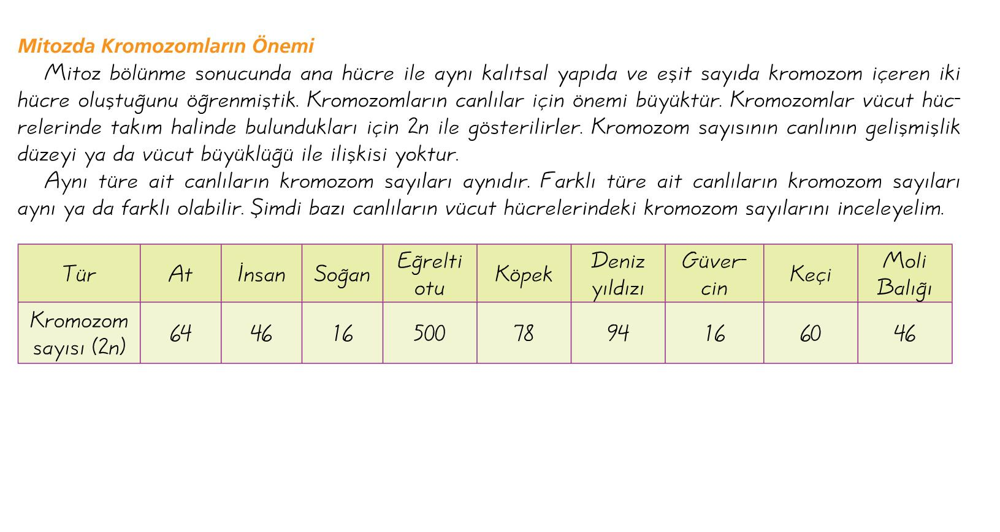 Mitozda Kromozomların Önemi
Mitoz bölünme sonucunda ana hücre ile aynı kalıtsal yapıda ve eşit sayıda kromozom içeren iki
hücre oluştuğunu öğrenmiştik. Kromozomların canlılar için önemi büyüktür. Kromozomlar vücut hüc-
relerinde takım halinde bulundukları için 2n ile gösterilirler. Kromozom sayısının canlının gelişmişlik
düzeyi ya da vücut büyüklüğü ile ilişkisi yoktur.
Aynı türe ait canlıların kromozom sayıları aynıdır. Farklı türe ait canlıların kromozom sayıları
aynı ya da farklı olabilir. Şimdi bazı canlıların vücut hücrelerindeki kromozom sayılarını inceleyelim.
Tür At İnsan Soğan Eğrelti otu Köpek Deniz yıldızı Güver-cin Keçi Moli Balığı
Kromozom sayısı (2n) 64 46 16 500 78 94 16 60 46